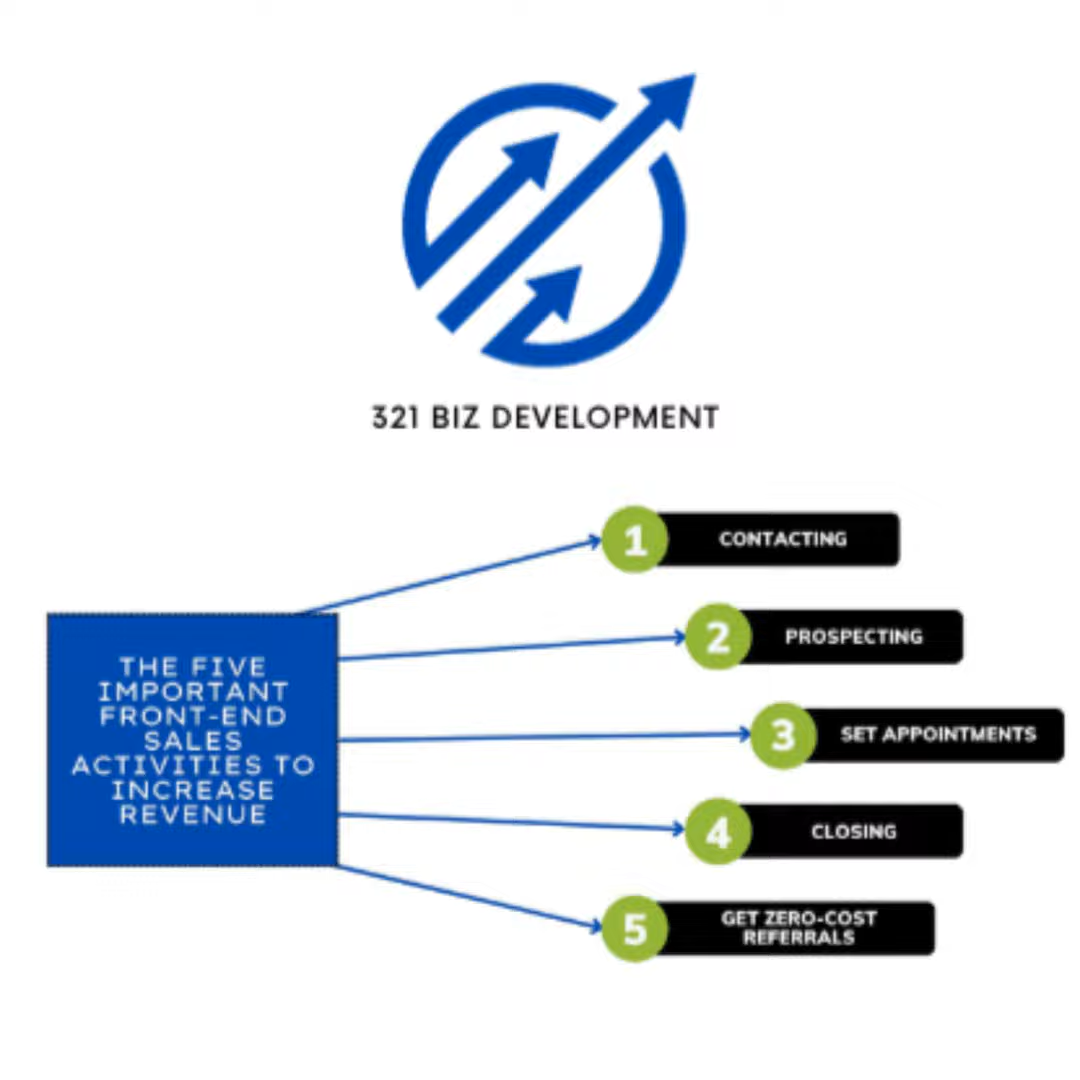 321 BIZ DEVELOPMENT
THE FIVE
IMPORTANT
FRONT-END
SALES
ACTIVITIES TO
INCREASE
REVENUE
1
CONTACTING
2
PROSPECTING
3
SET APPOINTMENTS
4
CLOSING
5
GET ZERO-COST
REFERRALS